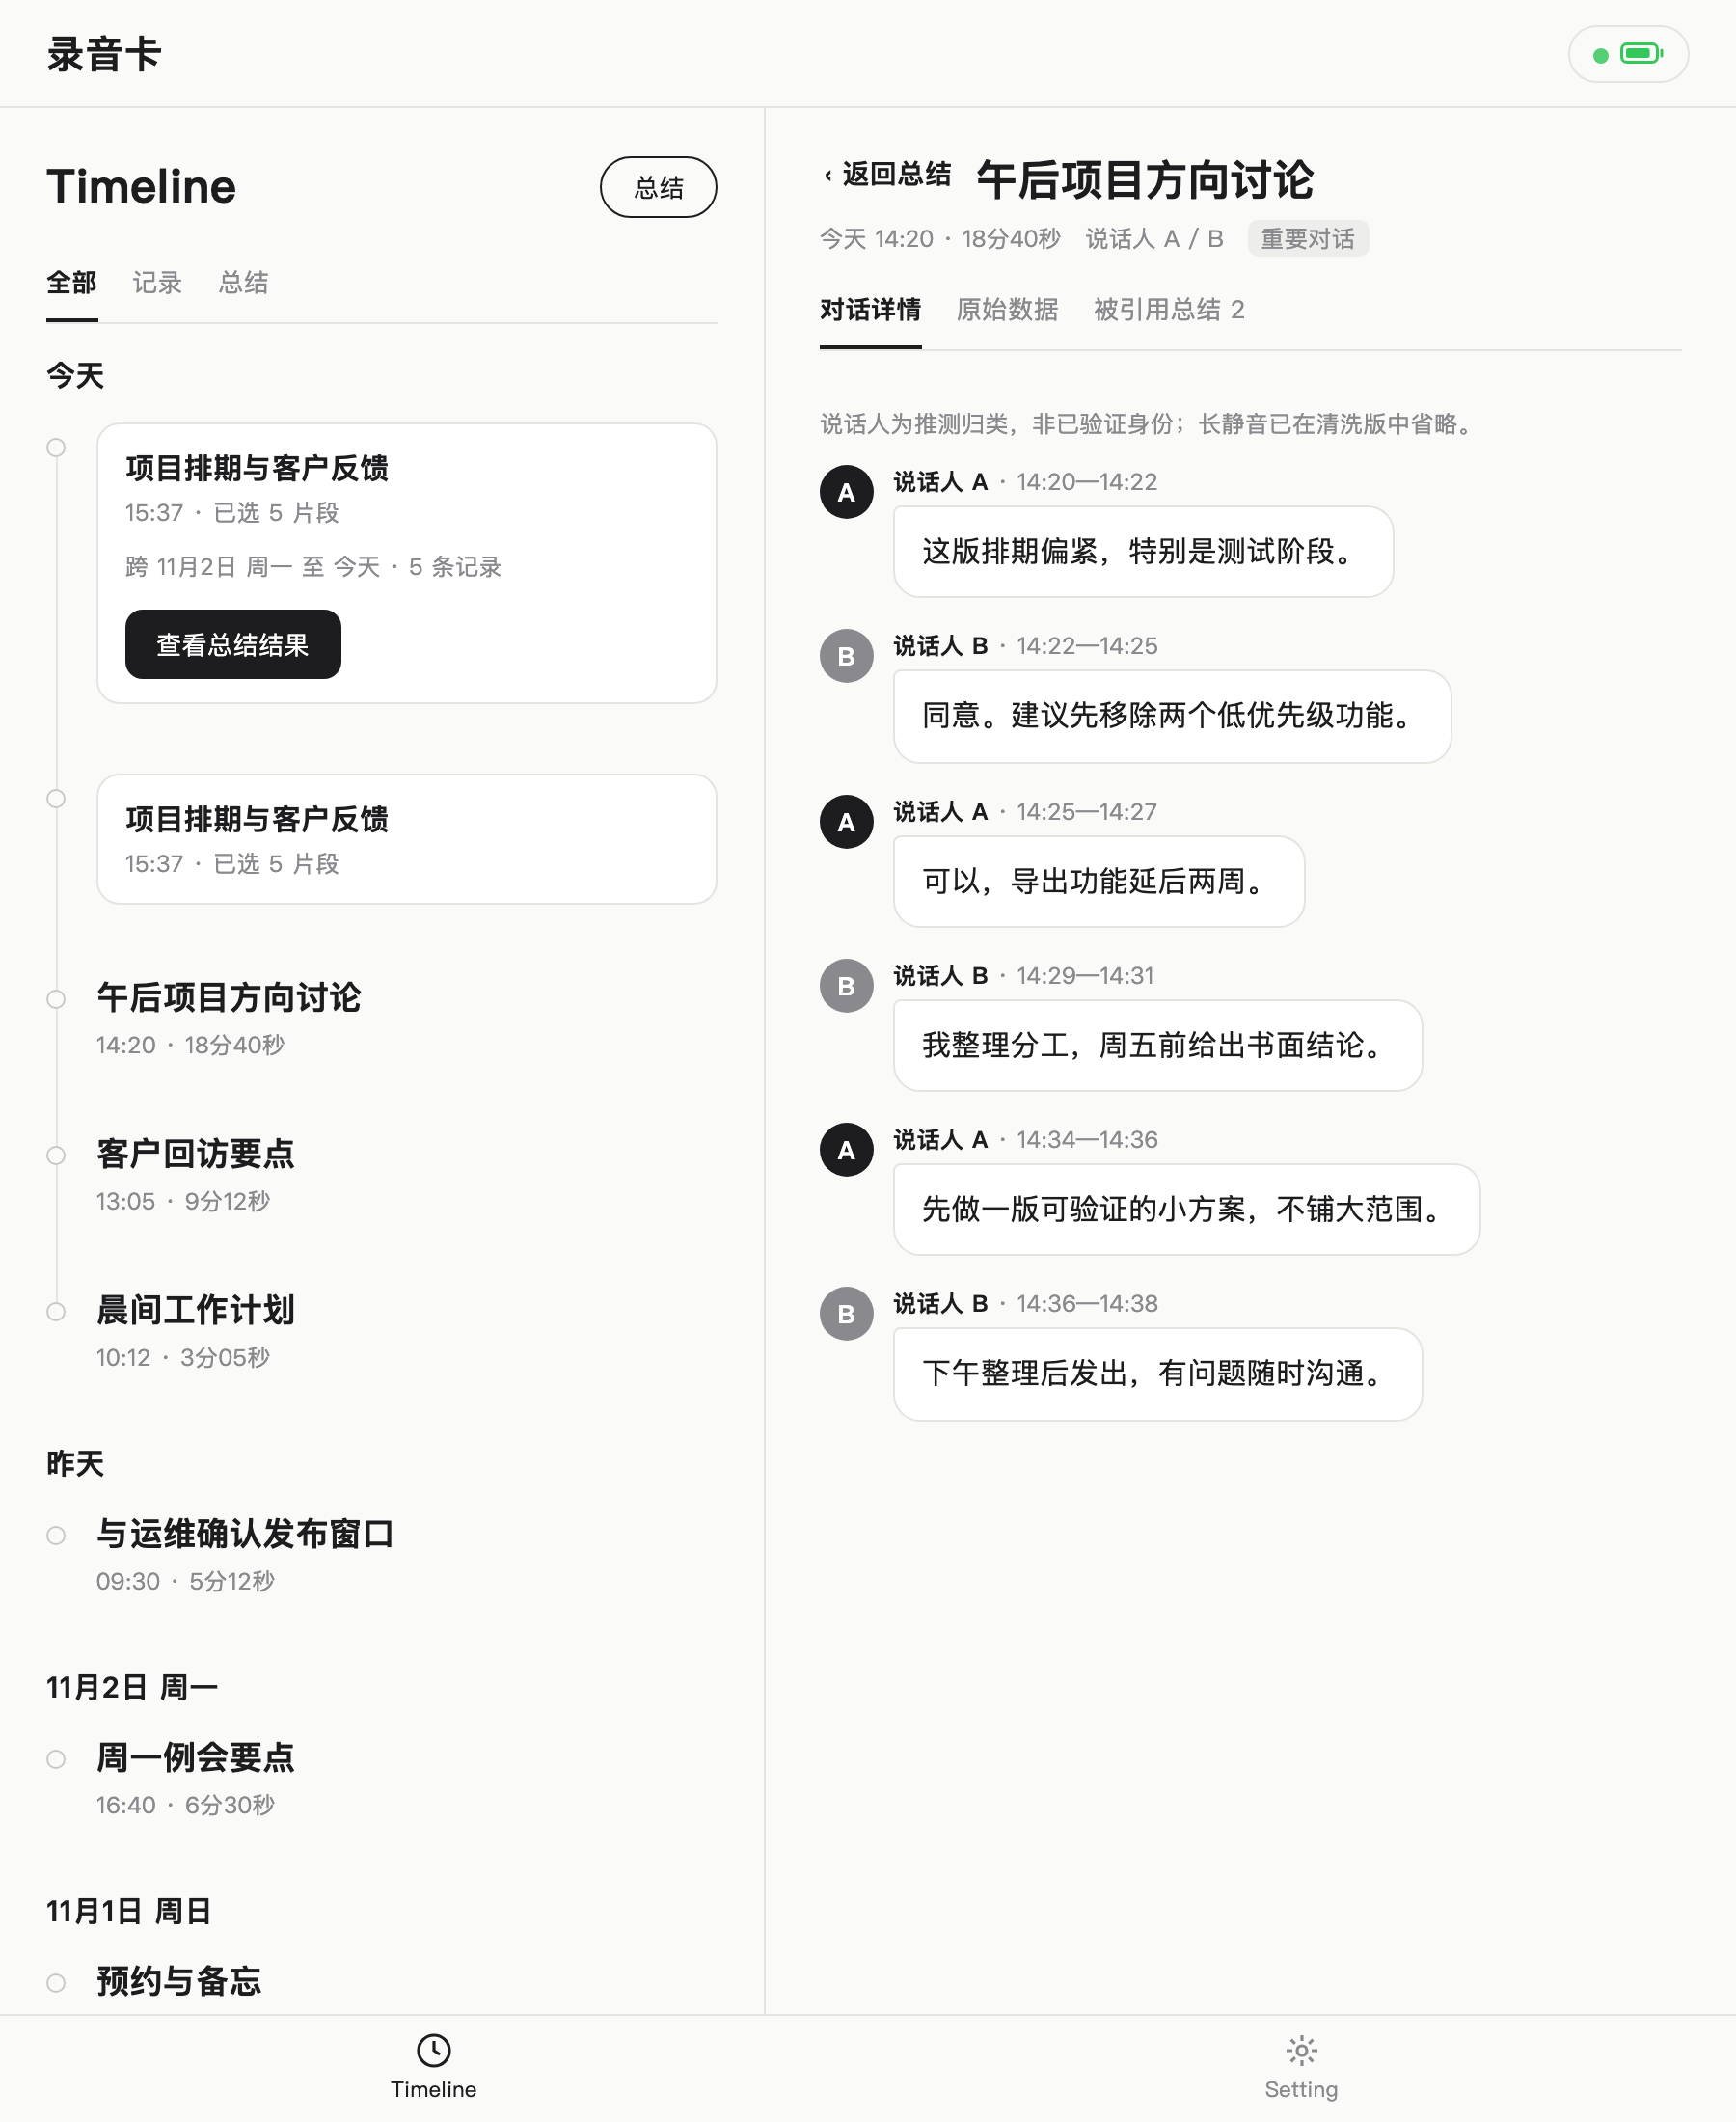 录音卡
Timeline
总结
全部 记录 总结
今天
项目排期与客户反馈
15:37 · 已选 5 片段
跨 11月2日 周一 至 今天 · 5 条记录
查看总结结果
项目排期与客户反馈
15:37 · 已选 5 片段
午后项目方向讨论
14:20 · 18分40秒
客户回访要点
13:05 · 9分12秒
晨间工作计划
10:12 · 3分05秒
昨天
与运维确认发布窗口
09:30 · 5分12秒
11月2日 周一
周一例会要点
16:40 · 6分30秒
11月1日 周日
预约与备忘
‹ 返回总结 午后项目方向讨论
今天 14:20 · 18分40秒 说话人 A / B 重要对话
对话详情 原始数据 被引用总结 2
说话人为推测归类，非已验证身份；长静音已在清洗版中省略。
A 说话人 A · 14:20—14:22
这版排期偏紧，特别是测试阶段。
B 说话人 B · 14:22—14:25
同意。建议先移除两个低优先级功能。
A 说话人 A · 14:25—14:27
可以，导出功能延后两周。
B 说话人 B · 14:29—14:31
我整理分工，周五前给出书面结论。
A 说话人 A · 14:34—14:36
先做一版可验证的小方案，不铺大范围。
B 说话人 B · 14:36—14:38
下午整理后发出，有问题随时沟通。
Timeline
Setting